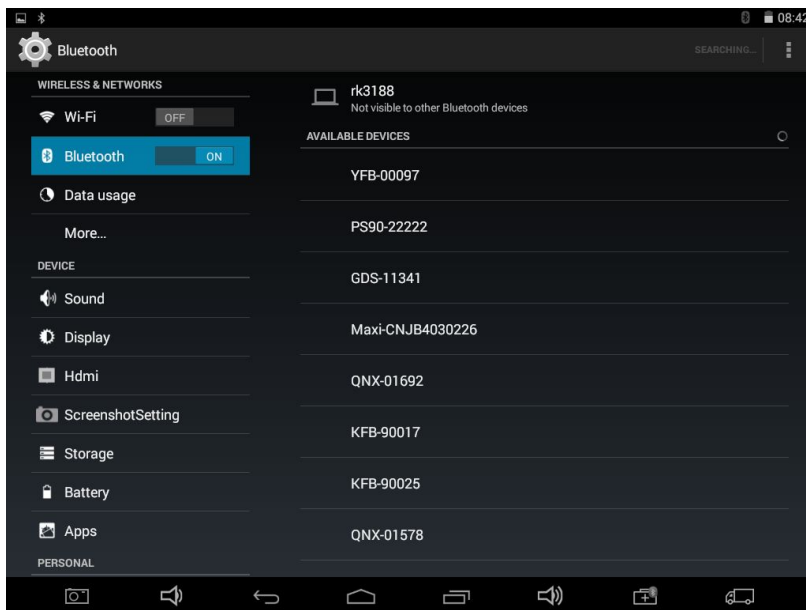 08:42
Bluetooth
SEARCHING...
WIRELESS & NETWORKS
Wi-Fi
OFF
Bluetooth
ON
Data usage
More...
DEVICE
Sound
Display
Hdmi
ScreenshotSetting
Storage
Battery
Apps
PERSONAL
rk3188
Not visible to other Bluetooth devices
AVAILABLE DEVICES
YFB-00097
PS90-22222
GDS-11341
Maxi-CNJB4030226
QNX-01692
KFB-90017
KFB-90025
QNX-01578